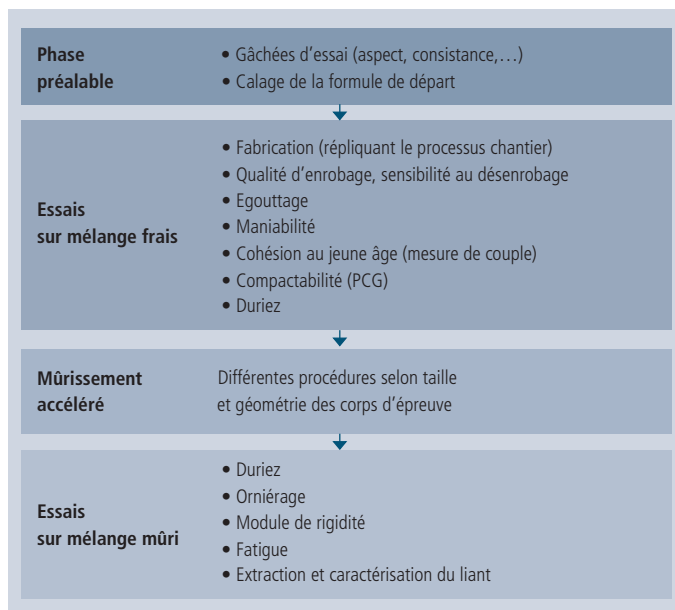 Phase
préalable
• Gâchées d'essai (aspect, consistance,…)
• Calage de la formule de départ
Essais
sur mélange frais
• Fabrication (répliquant le processus chantier)
• Qualité d'enrobage, sensibilité au désenrobage
• Egouttage
• Maniabilité
• Cohésion au jeune âge (mesure de couple)
• Compactabilité (PCG)
• Duriez
Mûrissement
accéléré
Différentes procédures selon taille
et géométrie des corps d'épreuve
Essais
sur mélange mûri
• Duriez
• Orniérage
• Module de rigidité
• Fatigue
• Extraction et caractérisation du liant